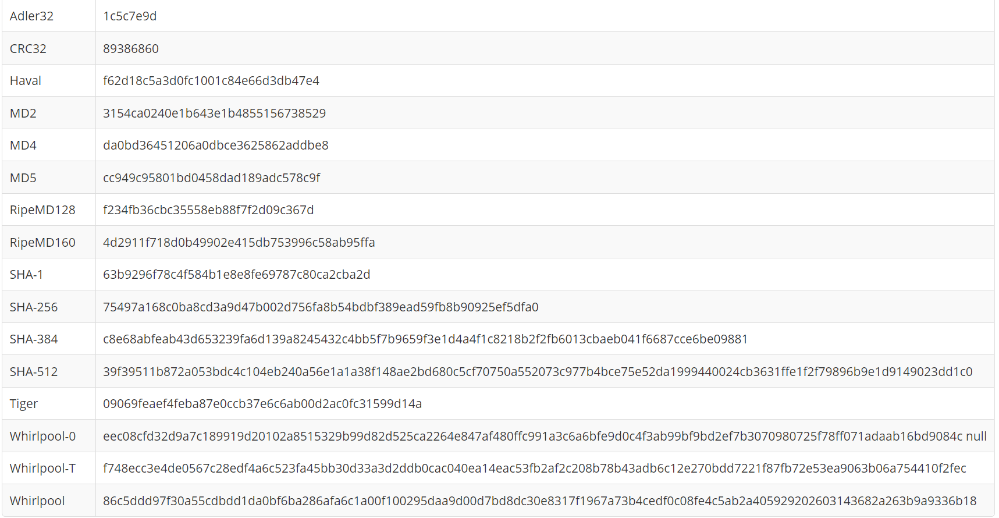 Adler32 1c5c7e9d
CRC32 89386860
Haval f62d18c5a3d0fc1001c84e66d3db47e4
MD2 3154ca0240e1b643e1b4855156738529
MD4 da0bd36451206a0dbce3625862addbe8
MD5 cc949c95801bd0458dad189adc578c9f
RipeMD128 f234fb36cbc35558eb88f7f2d09c367d
RipeMD160 4d2911f718d0b49902e415db753996c58ab95ffa
SHA-1 63b9296f78c4f584b1e8e8fe69787c80ca2cba2d
SHA-256 75497a168c0ba8cd3a9d47b002d756fa8b54bdbf389ead59fb8b90925ef5dfa0
SHA-384 c8e68abfeab43d653239fa6d139a8245432c4bb5f7b9659f3e1d4a4f1c8218b2f2fb6013cbaeb041f6687cce6be09881
SHA-512 39f39511b872a053bdc4c104eb240a56e1a1a38f148ae2bd680c5cf70750a552073c977b4bce75e52da1999440024cb3631ffe1f2f79896b9e1d9149023dd1c0
Tiger 09069feaef4feba87e0ccb37e6c6ab00d2ac0fc31599d14a
Whirlpool-0 eec08cfd32d9a7c189919d20102a8515329b99d82d525ca2264e847af480ffc991a3c6a6bfe9d0c4f3ab99bf9bd2ef7b3070980725f78ff071adaab16bd9084c null
Whirlpool-T f748ecc3e4de0567c28edf4a6c523fa45bb30d33a3d2ddb0cac040ea14eac53fb2af2c208b78b43adb6c12e270bdd7221f87fb72e53ea9063b06a754410f2fec
Whirlpool 86c5ddd97f30a55cdbdd1da0bf6ba286afa6c1a00f100295daa9d00d7bd8dc30e8317f1967a73b4cedf0c08fe4c5ab2a405929202603143682a263b9a9336b18